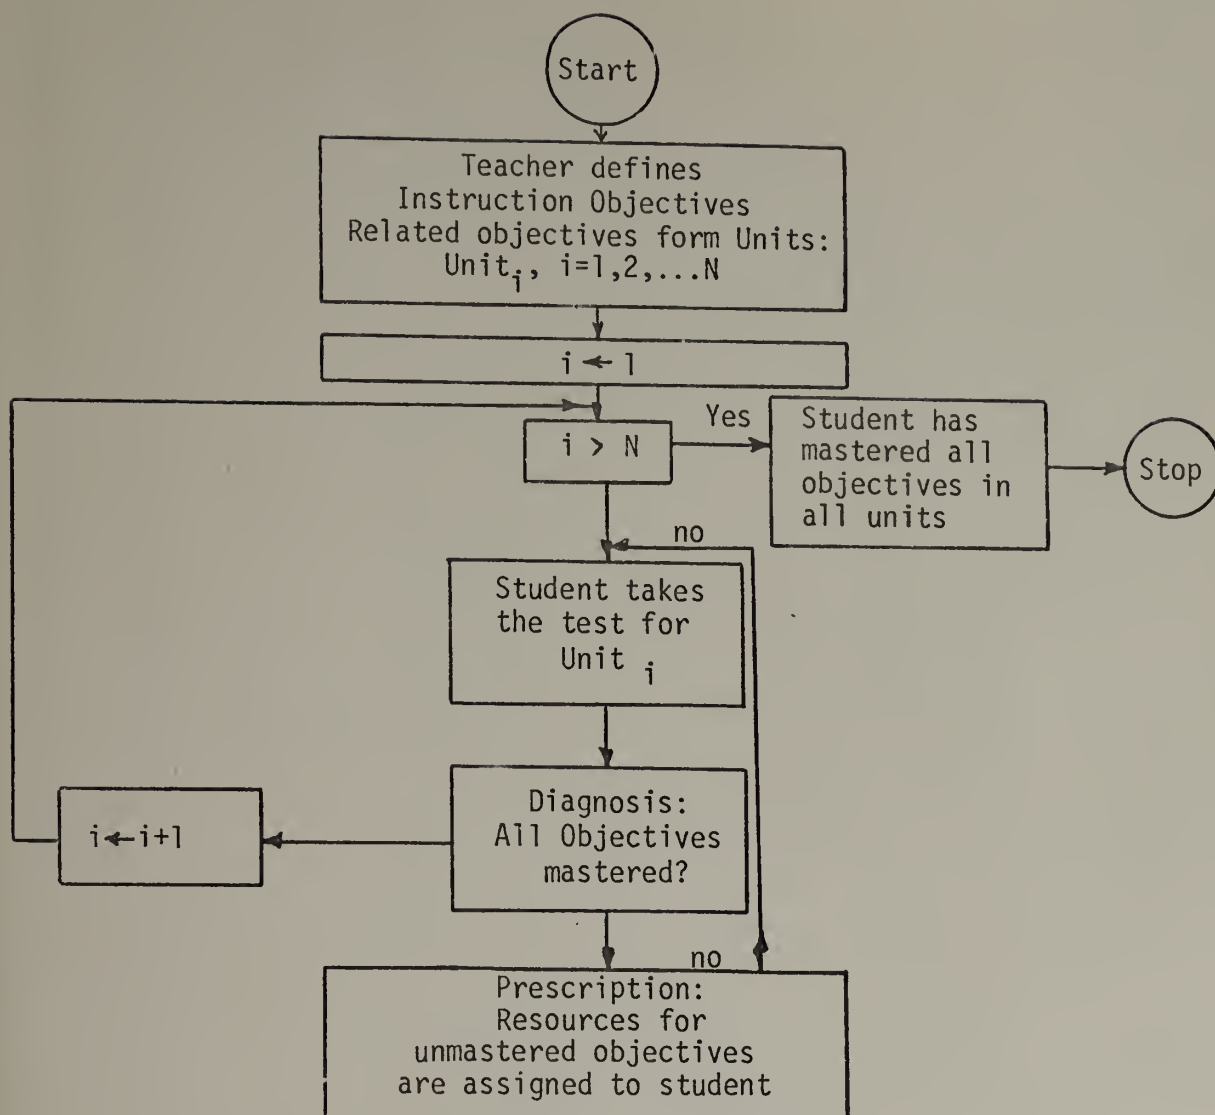 Start
Teacher defines
Instruction Objectives
Related objectives form Units:
Unit i, i=1,2,...N
i ← 1
i > N
Yes
Student has
mastered all
objectives in
all units
Stop
no
Student takes
the test for
Unit i
Diagnosis:
All Objectives
mastered?
i←i+1
no
Prescription:
Resources for
unmastered objectives
are assigned to student